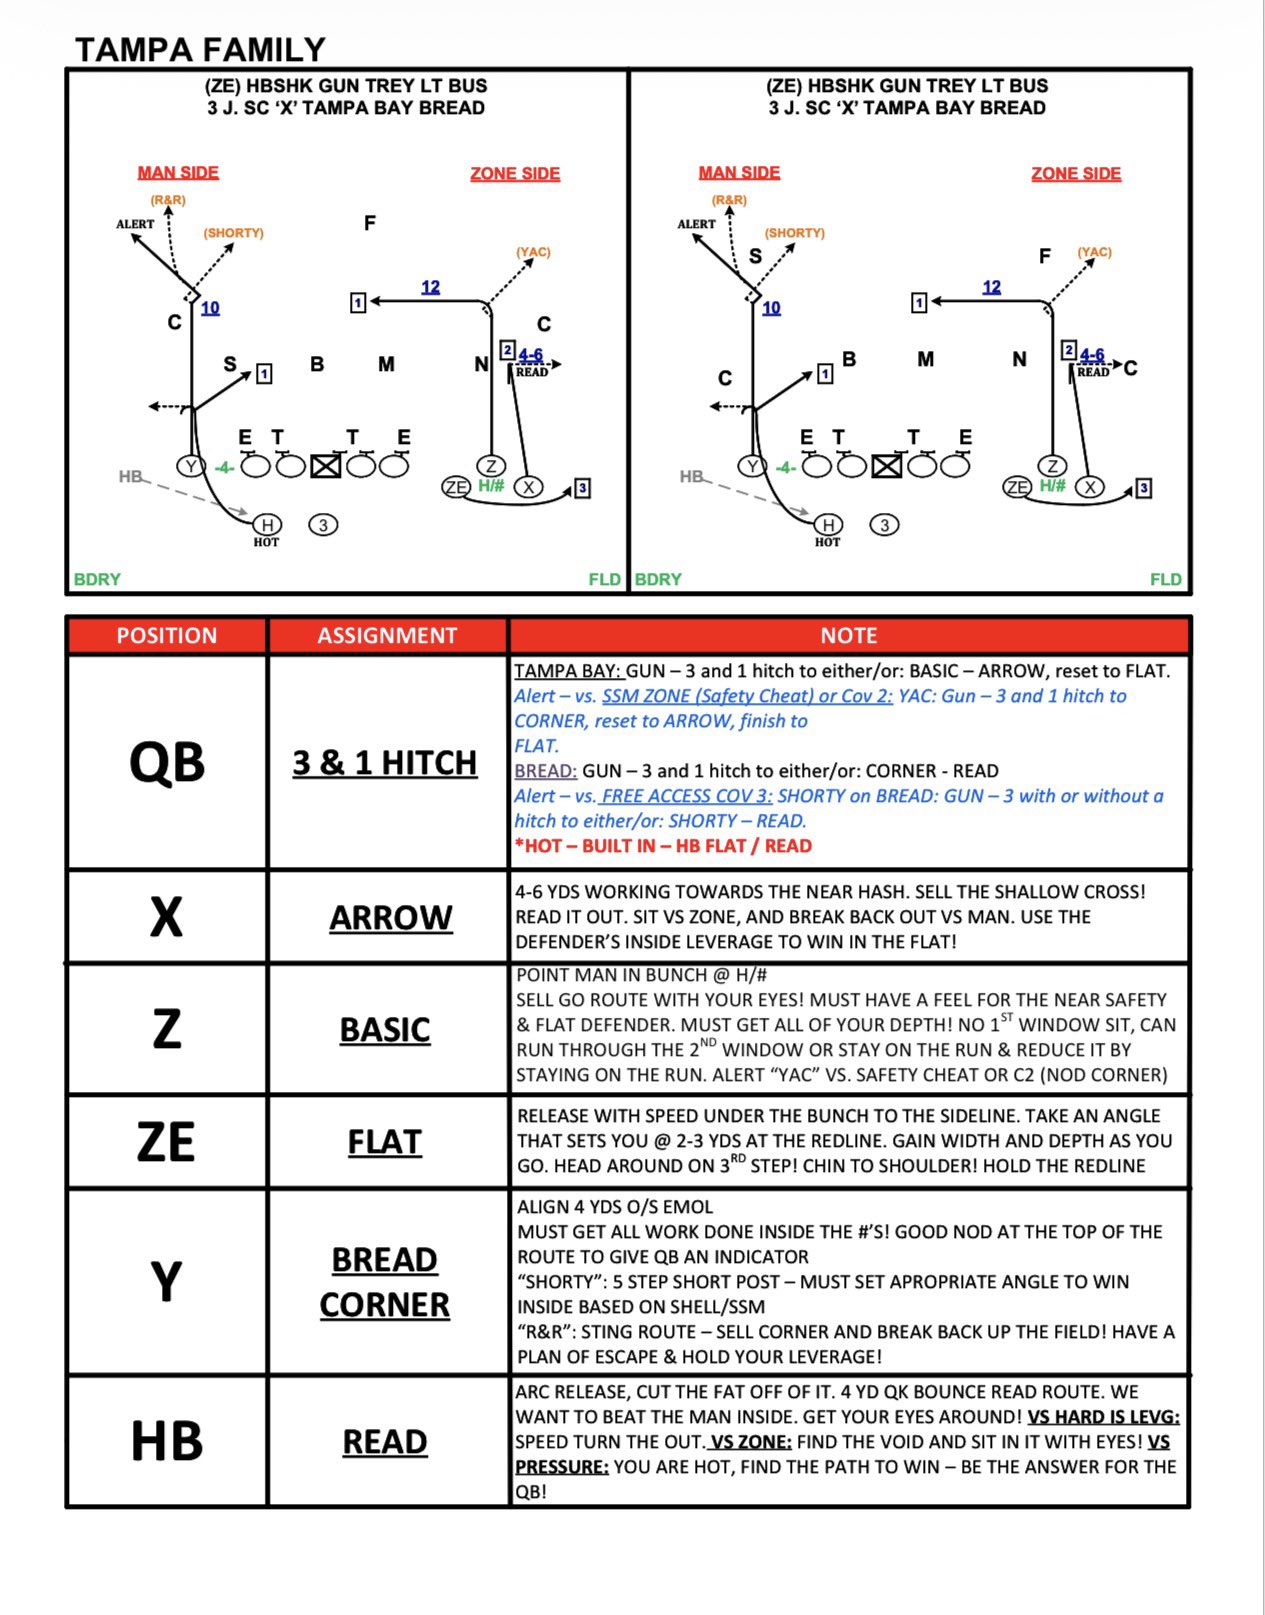 TAMPA FAMILY
(ZE) HBSHK GUN TREY LT BUS
3 J. SC ‘X’ TAMPA BAY BREAD
MAN SIDE
ZONE SIDE
(R&R)
ALERT
(SHORTY)
F
(YAC)
12
1
10
C
C
S
1
B
M
N
2
4-6
READ
E T
T E
Y
-4-
Z
HB
ZE
H/#
X
3
H
3
HOT
BDRY
FLD
(ZE) HBSHK GUN TREY LT BUS
3 J. SC ‘X’ TAMPA BAY BREAD
MAN SIDE
ZONE SIDE
(R&R)
ALERT
(SHORTY)
S
F
(YAC)
12
1
10
C
1
B
M
N
2
4-6
READ
C
E T
T E
Y
-4-
Z
HB
ZE
H/#
X
3
H
3
HOT
BDRY
FLD
POSITION ASSIGNMENT NOTE
QB
3 & 1 HITCH
TAMPA BAY: GUN – 3 and 1 hitch to either/or: BASIC – ARROW, reset to FLAT.
Alert – vs. SSM ZONE (Safety Cheat) or Cov 2: YAC: Gun – 3 and 1 hitch to
CORNER, reset to ARROW, finish to
FLAT.
BREAD: GUN – 3 and 1 hitch to either/or: CORNER - READ
Alert – vs. FREE ACCESS COV 3: SHORTY on BREAD: GUN – 3 with or without a
hitch to either/or: SHORTY – READ.
*HOT – BUILT IN – HB FLAT / READ
X
ARROW
4-6 YDS WORKING TOWARDS THE NEAR HASH. SELL THE SHALLOW CROSS!
READ IT OUT. SIT VS ZONE, AND BREAK BACK OUT VS MAN. USE THE
DEFENDER’S INSIDE LEVERAGE TO WIN IN THE FLAT!
Z
BASIC
POINT MAN IN BUNCH @ H/#
SELL GO ROUTE WITH YOUR EYES! MUST HAVE A FEEL FOR THE NEAR SAFETY
& FLAT DEFENDER. MUST GET ALL OF YOUR DEPTH! NO 1ST WINDOW SIT, CAN
RUN THROUGH THE 2ND WINDOW OR STAY ON THE RUN & REDUCE IT BY
STAYING ON THE RUN. ALERT “YAC” VS. SAFETY CHEAT OR C2 (NOD CORNER)
ZE
FLAT
RELEASE WITH SPEED UNDER THE BUNCH TO THE SIDELINE. TAKE AN ANGLE
THAT SETS YOU @ 2-3 YDS AT THE REDLINE. GAIN WIDTH AND DEPTH AS YOU
GO. HEAD AROUND ON 3RD STEP! CHIN TO SHOULDER! HOLD THE REDLINE
Y
BREAD
CORNER
ALIGN 4 YDS O/S EMOL
MUST GET ALL WORK DONE INSIDE THE #’S! GOOD NOD AT THE TOP OF THE
ROUTE TO GIVE QB AN INDICATOR
“SHORTY”: 5 STEP SHORT POST – MUST SET APROPRIATE ANGLE TO WIN
INSIDE BASED ON SHELL/SSM
“R&R”: STING ROUTE – SELL CORNER AND BREAK BACK UP THE FIELD! HAVE A
PLAN OF ESCAPE & HOLD YOUR LEVERAGE!
HB
READ
ARC RELEASE, CUT THE FAT OFF OF IT. 4 YD QK BOUNCE READ ROUTE. WE
WANT TO BEAT THE MAN INSIDE. GET YOUR EYES AROUND! VS HARD IS LEVG:
SPEED TURN THE OUT. VS ZONE: FIND THE VOID AND SIT IN IT WITH EYES! VS
PRESSURE: YOU ARE HOT, FIND THE PATH TO WIN – BE THE ANSWER FOR THE
QB!